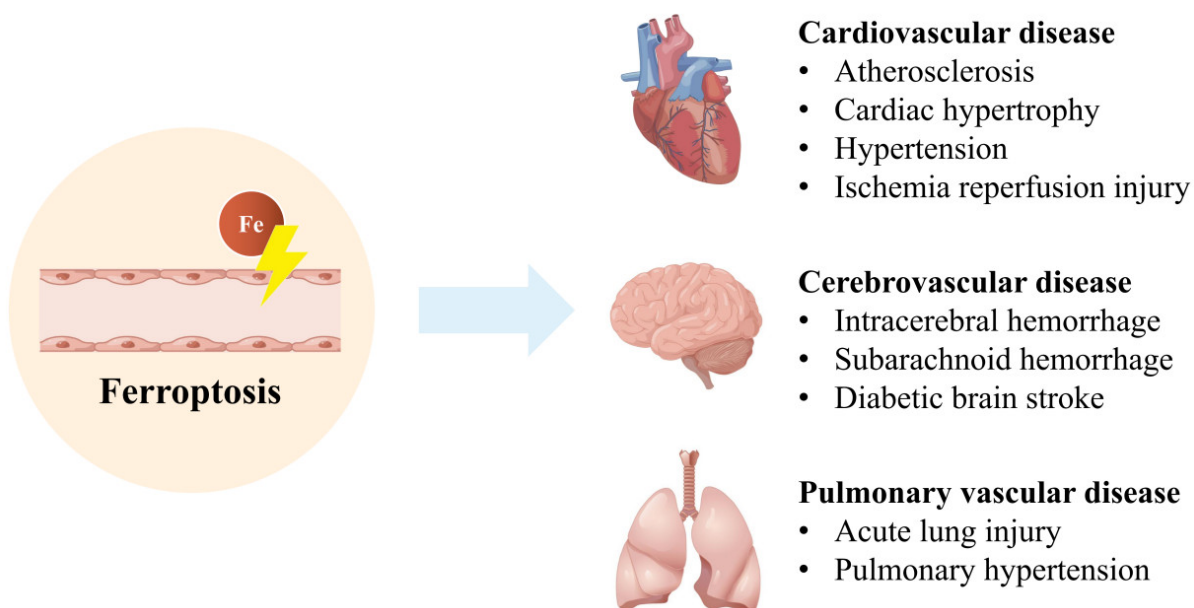 Fe
Ferroptosis
Cardiovascular disease
• Atherosclerosis
• Cardiac hypertrophy
• Hypertension
• Ischemia reperfusion injury
Cerebrovascular disease
• Intracerebral hemorrhage
• Subarachnoid hemorrhage
• Diabetic brain stroke
Pulmonary vascular disease
• Acute lung injury
• Pulmonary hypertension